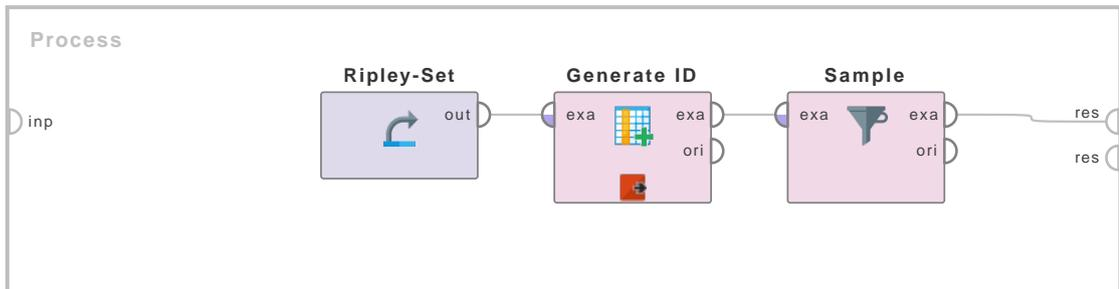 Process
Ripley-Set
Generate ID
Sample
inp
out
exa
exa
exa
exa
res
ori
ori
res